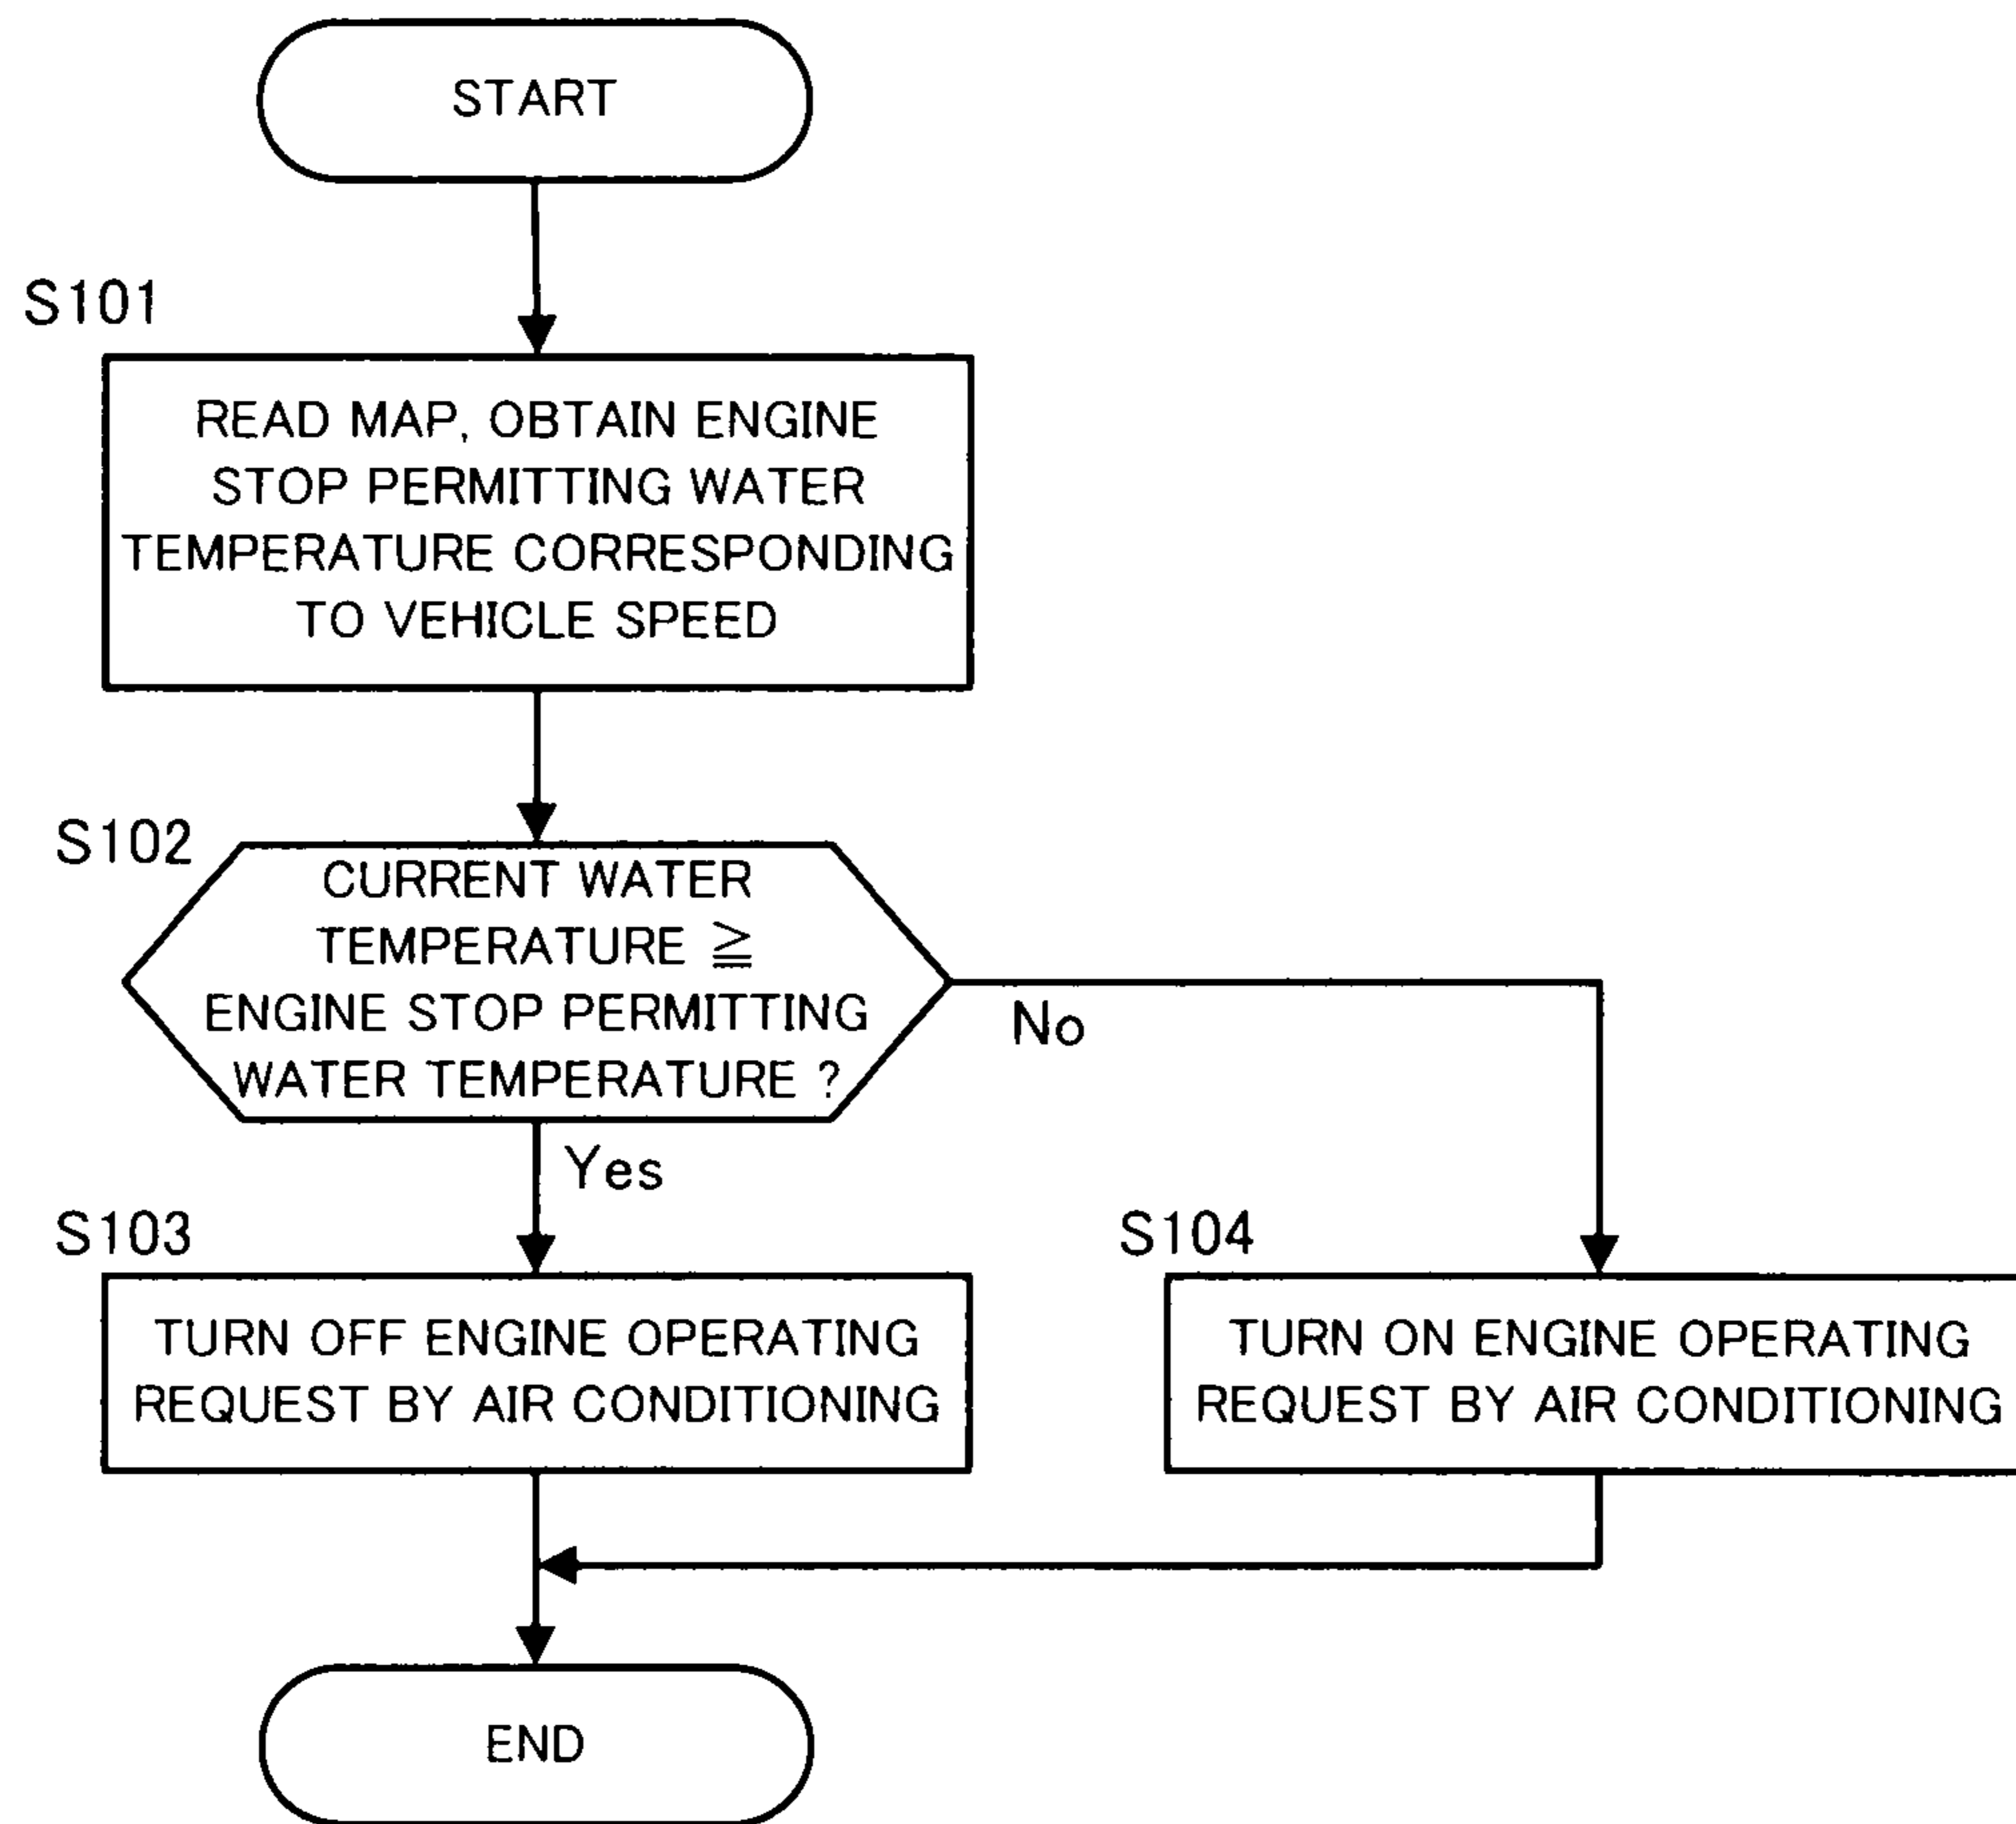 START
S101
READ MAP, OBTAIN ENGINE
STOP PERMITTING WATER
TEMPERATURE CORRESPONDING
TO VEHICLE SPEED
S102
CURRENT WATER
TEMPERATURE ≧
ENGINE STOP PERMITTING
WATER TEMPERATURE ?
No
Yes
S103
TURN OFF ENGINE OPERATING
REQUEST BY AIR CONDITIONING
S104
TURN ON ENGINE OPERATING
REQUEST BY AIR CONDITIONING
END